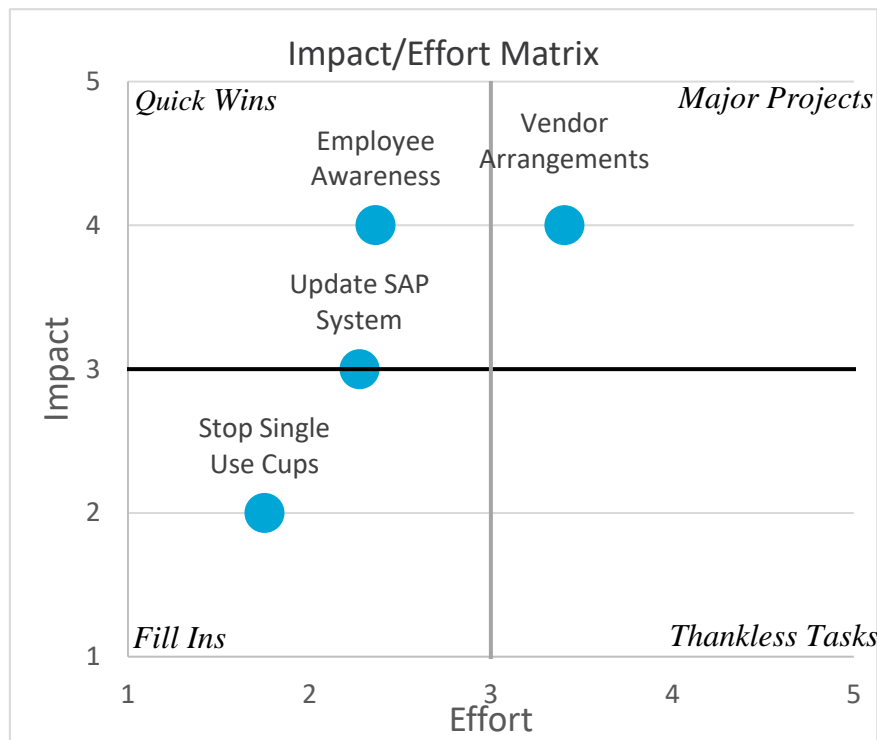 Impact/Effort Matrix
5
Quick Wins
Major Projects
Employee
Awareness
Vendor
Arrangements
4
Update SAP
System
Impact
3
Stop Single
Use Cups
2
Fill Ins
Thankless Tasks
1
1 2 3 4 5
Effort